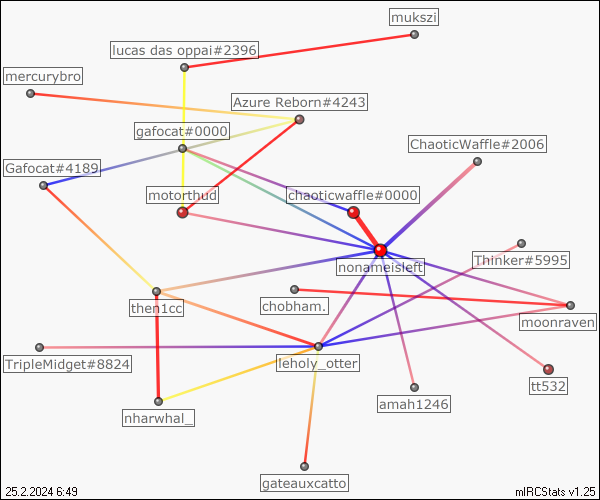 mukszi
lucas das oppai#2396
mercurybro
Azure Reborn#4243
gafocat#0000
ChaoticWaffle#2006
Gafocat#4189
motorthud
chaoticwaffle#0000
nonameisleft
Thinker#5995
then1cc
chobham.
moonraven
TripleMidget#8824
leholy_otter
tt532
amah1246
nharwhal_
gateauxcatto
25.2.2024 6:49
mIRCStats v1.25